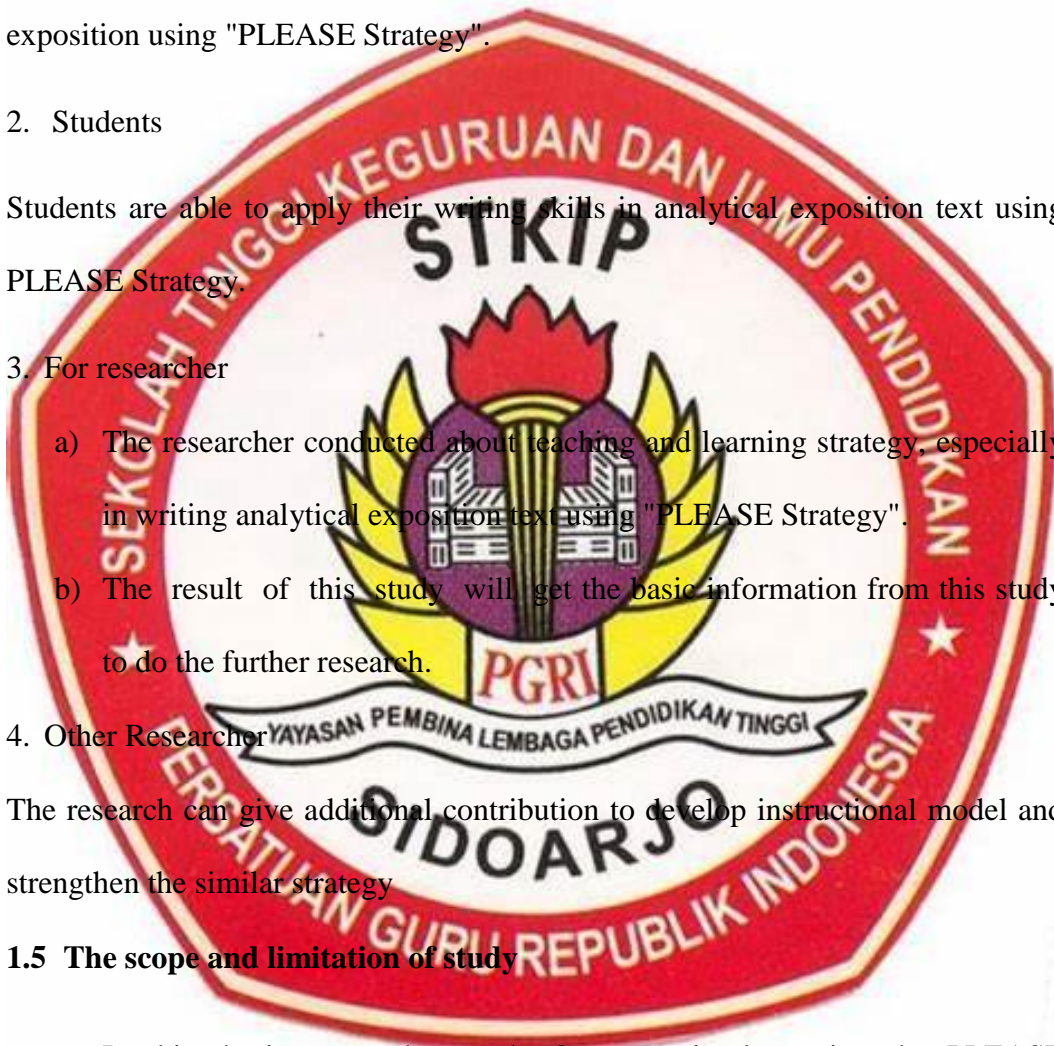 exposition using "PLEASE Strategy".
2. Students
Students are able to apply their writing skills in analytical exposition text using
PLEASE Strategy.
3. For researcher
a) The researcher conducted about teaching and learning strategy, especially
in writing analytical exposition text using "PLEASE Strategy".
b) The result of this study will get the basic information from this study
to do the further research.
4. Other Researcher
The research can give additional contribution to develop instructional model and
strengthen the similar strategy
1.5 The scope and limitation of study
SEKOLAH TINGGI KEGURUAN DAN ILMU PENDIDIKAN
STKIP
PGRI
YAYASAN PEMBINA LEMBAGA PENDIDIKAN TINGGI
SIDOARJO
PERSATUAN GURU REPUBLIK INDONESIA